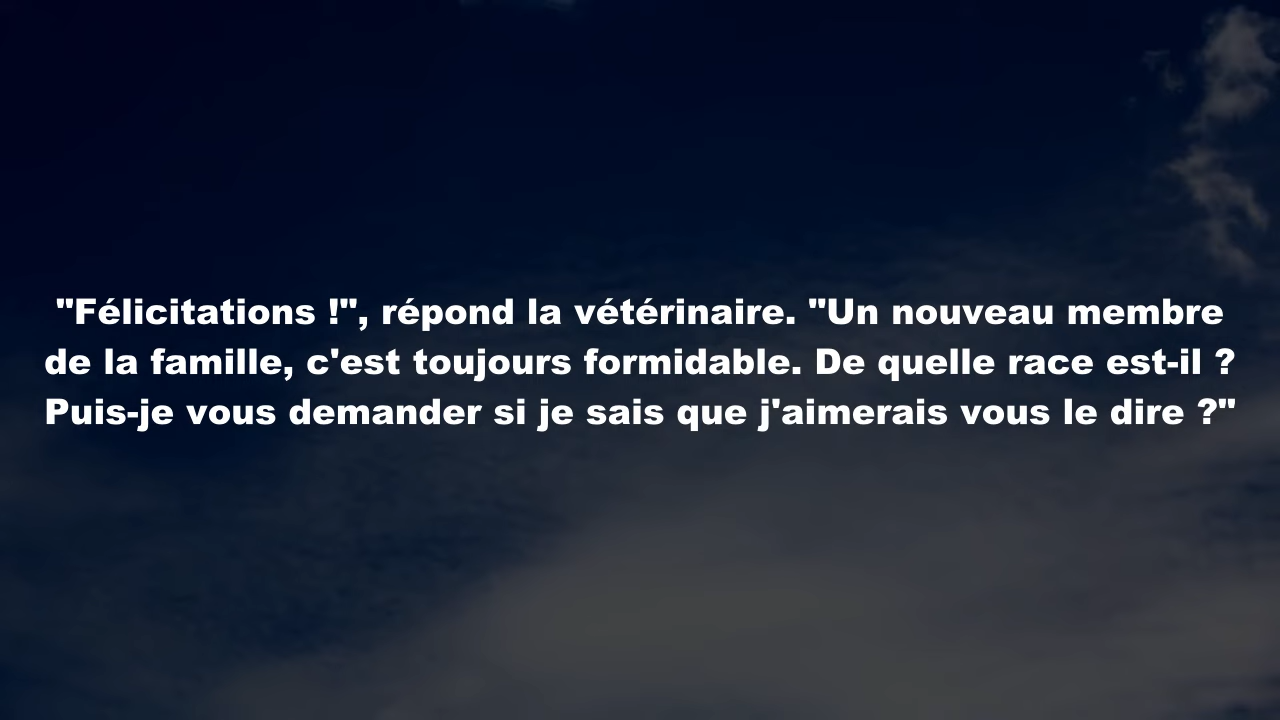 "Félicitations !", répond la vétérinaire. "Un nouveau membre
de la famille, c'est toujours formidable. De quelle race est-il ?
Puis-je vous demander si je sais que j'aimerais vous le dire ?"